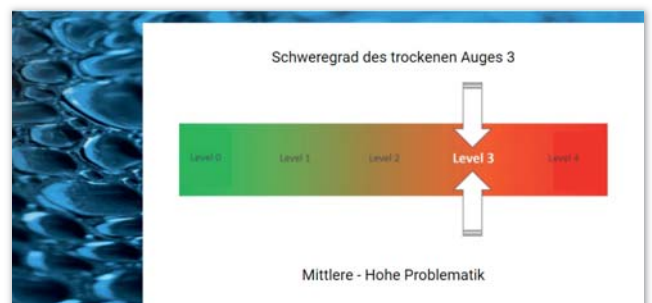 Schweregrad des trockenen Auges 3
Level 0 Level 1 Level 2 Level 3 Level 4
Mittlere - Hohe Problematik